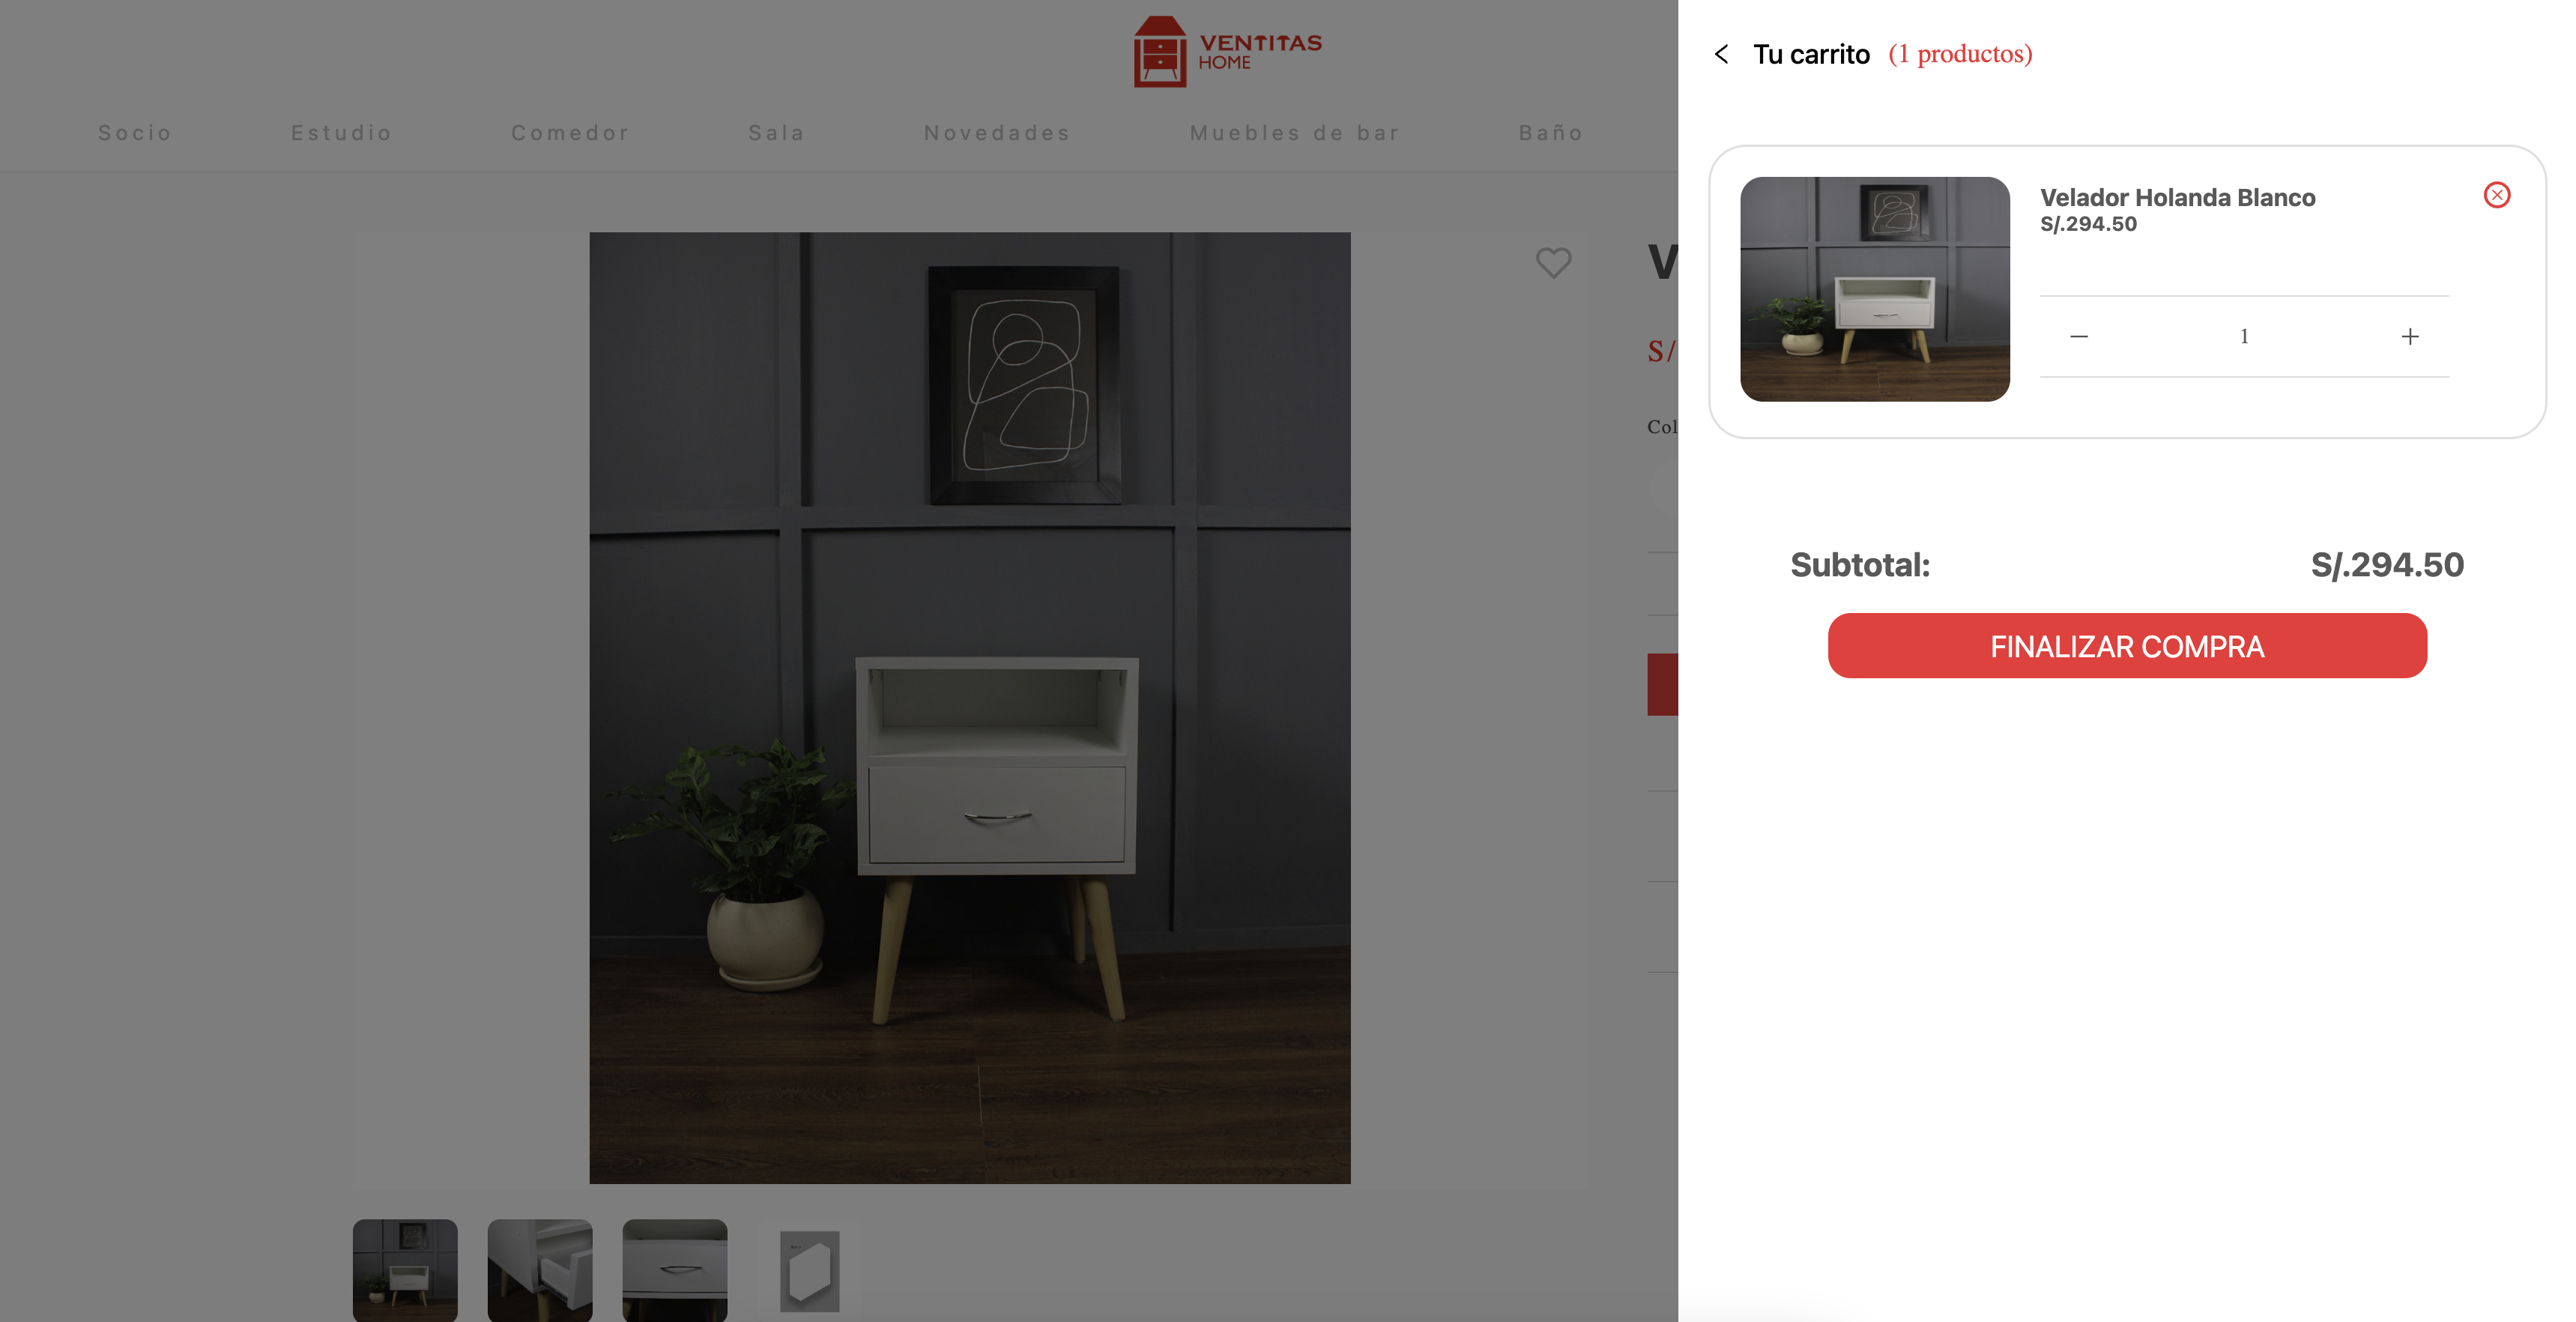 VENTITAS
HOME
Socio Estudio Comedor Sala Novedades Muebles de bar Baño
S/
Col
Tu carrito (1 productos)
Velador Holanda Blanco
S/.294.50
1
Subtotal: S/.294.50
FINALIZAR COMPRA